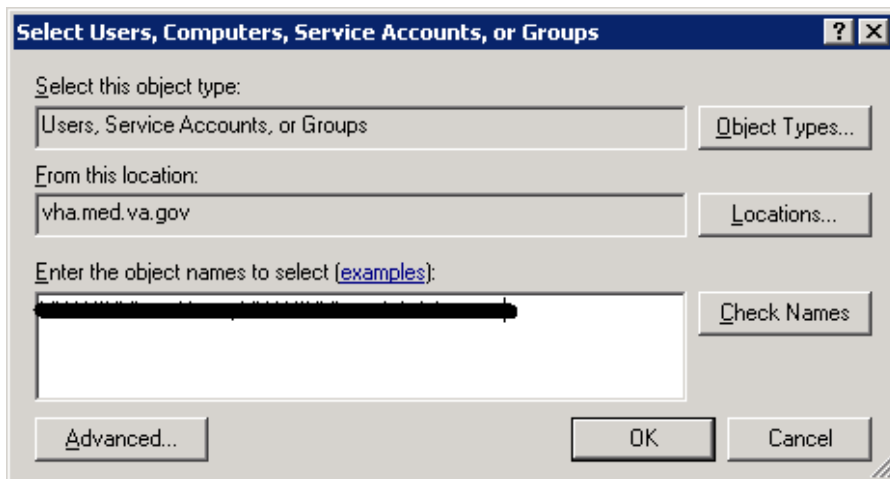 Select Users, Computers, Service Accounts, or Groups
Select this object type:
Users, Service Accounts, or Groups
Object Types...
From this location:
vha.med.va.gov
Locations...
Enter the object names to select (examples):
Check Names
Advanced...
OK
Cancel